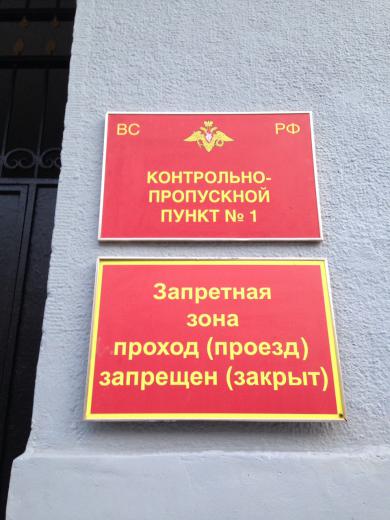 ВС РФ
КОНТРОЛЬНО-
ПРОПУСКНОЙ
ПУНКТ № 1
Запретная
зона
проход (проезд)
запрещен (закрыт)